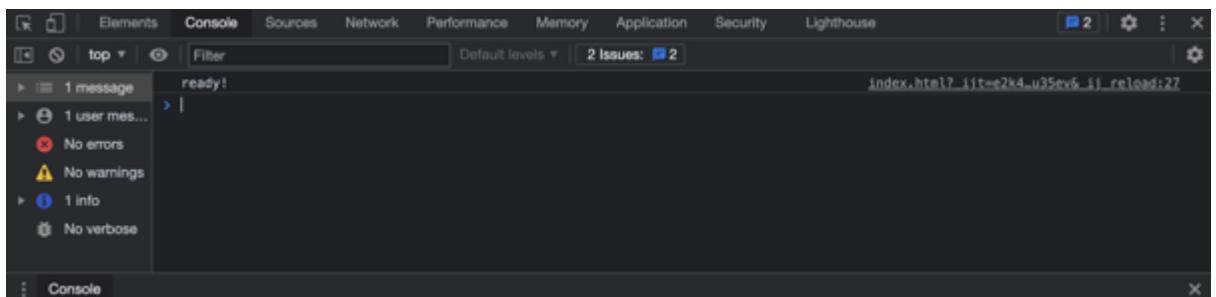 Elements Console Sources Network Performance Memory Application Security Lighthouse 2
top Filter Default levels 2 Issues: 2
1 message ready! index.html?_ijt=e2k4…u35ev&_ij_reload:27
1 user mes...
No errors
No warnings
1 info
No verbose
Console